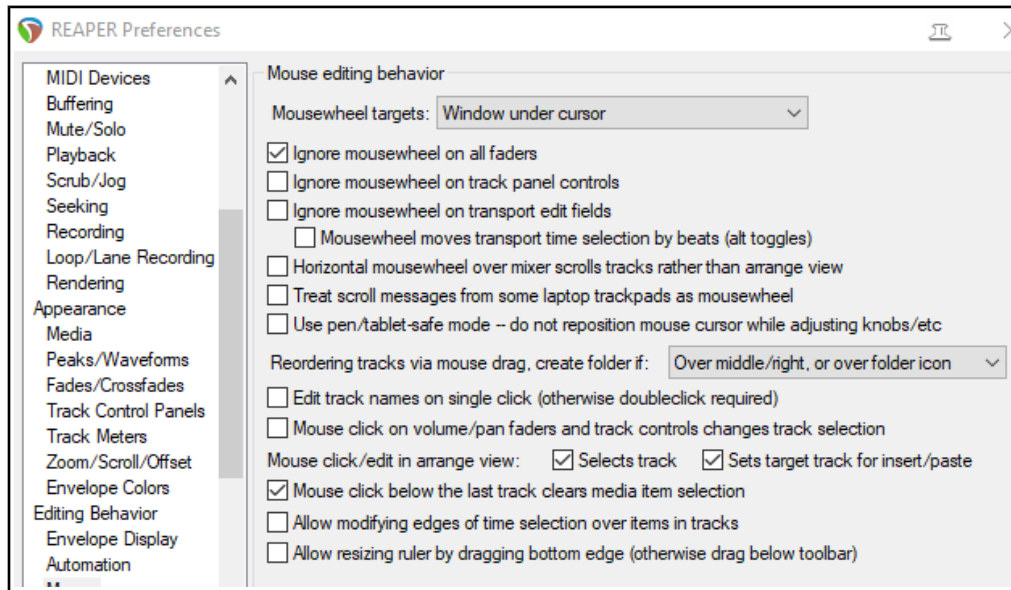 REAPER Preferences
MIDI Devices
Buffering
Mute/Solo
Playback
Scrub/Jog
Seeking
Recording
Loop/Lane Recording
Rendering
Appearance
Media
Peaks/Waveforms
Fades/Crossfades
Track Control Panels
Track Meters
Zoom/Scroll/Offset
Envelope Colors
Editing Behavior
Envelope Display
Automation
Mouse editing behavior
Mousewheel targets: Window under cursor
Ignore mousewheel on all faders
Ignore mousewheel on track panel controls
Ignore mousewheel on transport edit fields
Mousewheel moves transport time selection by beats (alt toggles)
Horizontal mousewheel over mixer scrolls tracks rather than arrange view
Treat scroll messages from some laptop trackpads as mousewheel
Use pen/tablet-safe mode -- do not reposition mouse cursor while adjusting knobs/etc
Reordering tracks via mouse drag, create folder if: Over middle/right, or over folder icon
Edit track names on single click (otherwise doubleclick required)
Mouse click on volume/pan faders and track controls changes track selection
Mouse click/edit in arrange view: Selects track Sets target track for insert/paste
Mouse click below the last track clears media item selection
Allow modifying edges of time selection over items in tracks
Allow resizing ruler by dragging bottom edge (otherwise drag below toolbar)